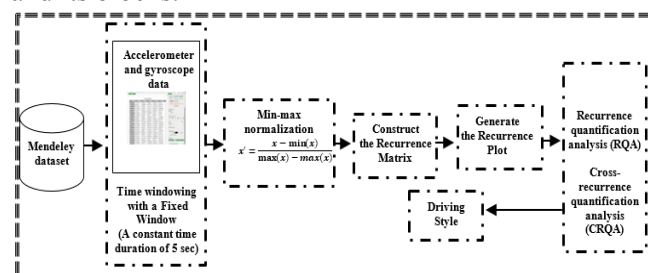 Mendeley
dataset
Accelerometer
and gyroscope
data
Time windowing
with a Fixed
Window
(A constant time
duration of 5 sec)
Min-max
normalization
x' = x − min(x) / max(x) − max(x)
Construct
the Recurrence
Matrix
Generate
the Recurrence
Plot
Recurrence
quantification
analysis (RQA)
Cross-
recurrence
quantification
analysis
(CRQA)
Driving
Style